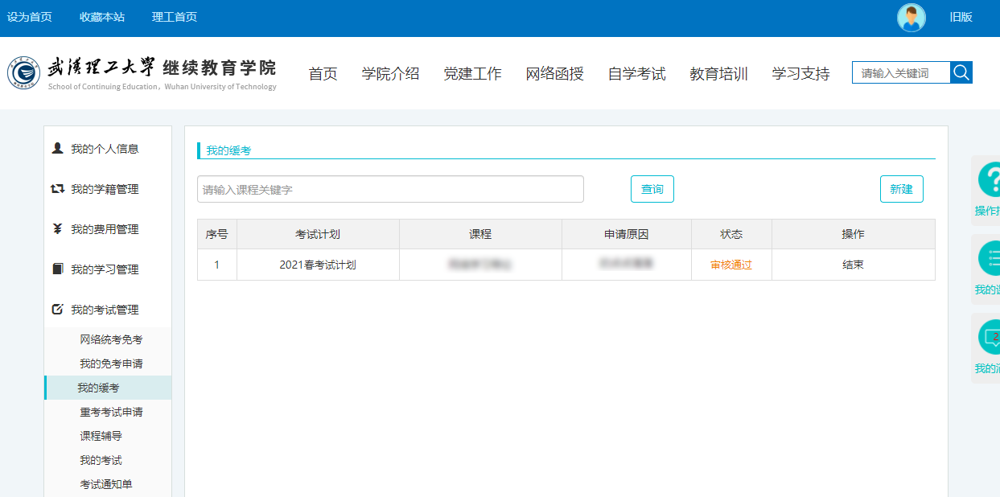 设为首页 收藏本站 理工首页 旧版
武汉理工大学 继续教育学院
School of Continuing Education, Wuhan University of Technology
首页 学院介绍 党建工作 网络函授 自学考试 教育培训 学习支持 请输入关键词
我的个人信息
我的学籍管理
我的费用管理
我的学习管理
我的考试管理
网络统考免考
我的免考申请
我的缓考
重考考试申请
课程辅导
我的考试
考试通知单
我的缓考
请输入课程关键字 查询 新建
序号 考试计划 课程 申请原因 状态 操作
1 2021春考试计划 审核通过 结束
操作
我的
2
我的